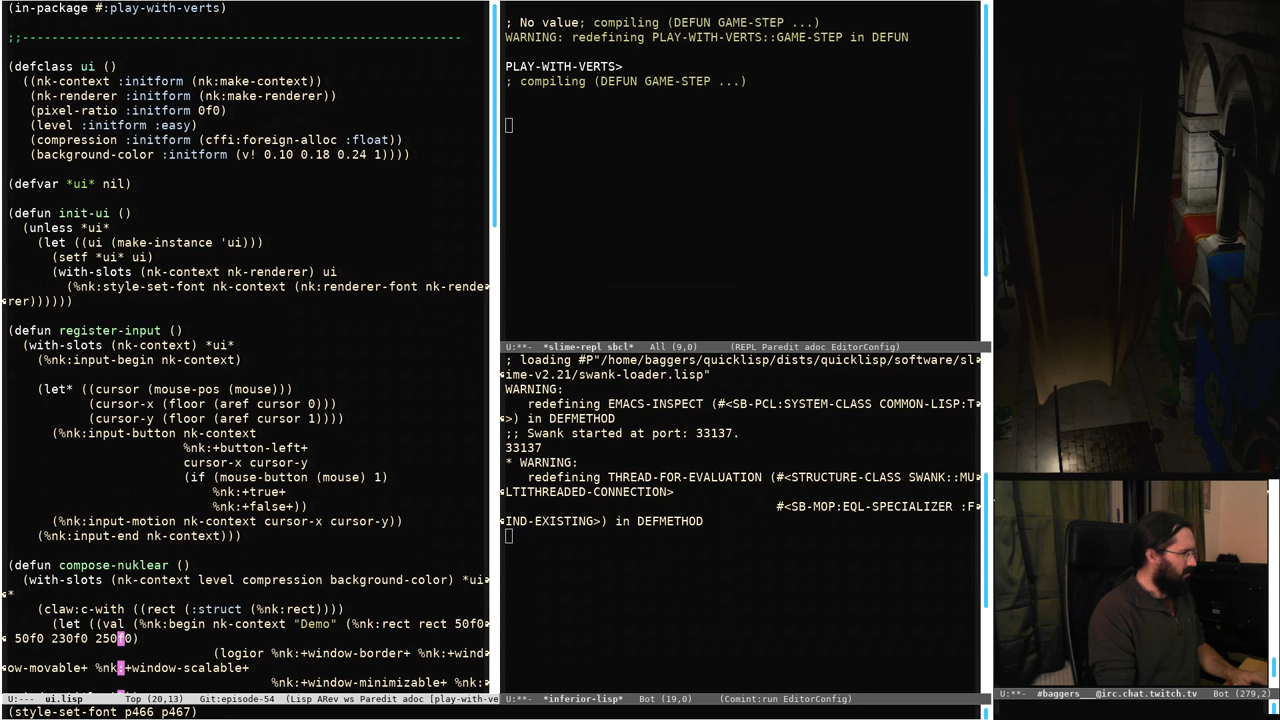 (in-package #:play-with-verts)
;;------------------------------------------------------------
(defclass ui ()
  ((nk-context :initform (nk:make-context))
   (nk-renderer :initform (nk:make-renderer))
   (pixel-ratio :initform 0f0)
   (level :initform :easy)
   (compression :initform (cffi:foreign-alloc :float))
   (background-color :initform (v! 0.10 0.18 0.24 1))))
(defvar *ui* nil)
(defun init-ui ()
  (unless *ui*
    (let ((ui (make-instance 'ui)))
      (setf *ui* ui)
      (with-slots (nk-context nk-renderer) ui
        (%nk:style-set-font nk-context (nk:renderer-font nk-rende
rer))))))
(defun register-input ()
  (with-slots (nk-context) *ui*
    (%nk:input-begin nk-context)
    (let* ((cursor (mouse-pos (mouse)))
           (cursor-x (floor (aref cursor 0)))
           (cursor-y (floor (aref cursor 1))))
      (%nk:input-button nk-context
                        %nk:+button-left+
                        cursor-x cursor-y
                        (if (mouse-button (mouse) 1)
                            %nk:+true+
                            %nk:+false+))
      (%nk:input-motion nk-context cursor-x cursor-y))
    (%nk:input-end nk-context)))
(defun compose-nuklear ()
  (with-slots (nk-context level compression background-color) *ui
*
    (claw:c-with ((rect (:struct (%nk:rect))))
      (let ((val (%nk:begin nk-context "Demo" (%nk:rect rect 50f0
 50f0 230f0 250f0)
                            (logior %nk:+window-border+ %nk:+wind
ow-movable+ %nk:+window-scalable+
                                    %nk:+window-minimizable+ %nk:
U:---  ui.lisp      Top (20,13)    Git:episode-54  (Lisp ARev ws Paredit adoc [play-with-ve
(style-set-font p466 p467)
; No value; compiling (DEFUN GAME-STEP ...)
WARNING: redefining PLAY-WITH-VERTS::GAME-STEP in DEFUN
PLAY-WITH-VERTS>
; compiling (DEFUN GAME-STEP ...)
U:**-  *slime-repl sbcl*   All (9,0)      (REPL Paredit adoc EditorConfig)
; loading #P"/home/baggers/quicklisp/dists/quicklisp/software/sl
ime-v2.21/swank-loader.lisp"
WARNING:
   redefining EMACS-INSPECT (#<SB-PCL:SYSTEM-CLASS COMMON-LISP:T
>) in DEFMETHOD
;; Swank started at port: 33137.
33137
* WARNING:
   redefining THREAD-FOR-EVALUATION (#<STRUCTURE-CLASS SWANK::MU
LTITHREADED-CONNECTION>
                                     #<SB-MOP:EQL-SPECIALIZER :F
IND-EXISTING>) in DEFMETHOD
U:**-  *inferior-lisp*   Bot (19,0)     (Comint:run EditorConfig)
U:**-  #baggers___@irc.chat.twitch.tv   Bot (279,2)